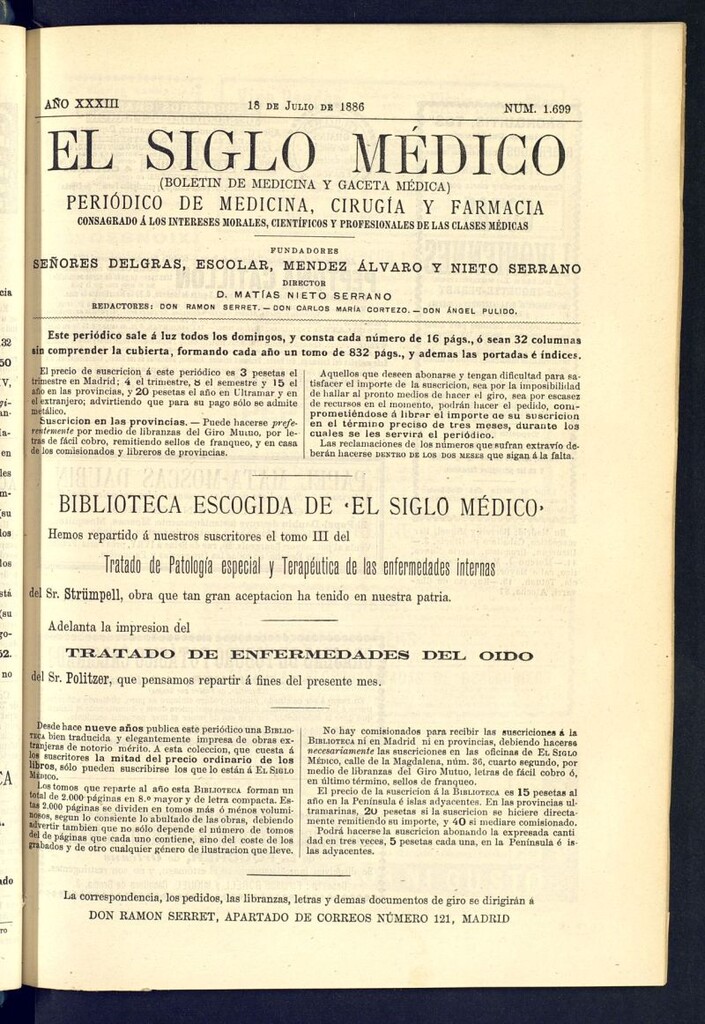 AÑO XXXIII 18 DE JULIO DE 1886 NUM. 1.699
EL SIGLO MÉDICO
(BOLETIN DE MEDICINA Y GACETA MÉDICA)
PERIÓDICO DE MEDICINA, CIRUGÍA Y FARMACIA
CONSAGRADO Á LOS INTERESES MORALES, CIENTÍFICOS Y PROFESIONALES DE LAS CLASES MÉDICAS
FUNDADORES
SEÑORES DELGRAS, ESCOLAR, MENDEZ ÁLVARO Y NIETO SERRANO
DIRECTOR
D. MATÍAS NIETO SERRANO
REDACTORES: DON RAMON SERRET. — DON CARLOS MARÍA CORTEZO. — DON ÁNGEL PULIDO.
Este periódico sale á luz todos los domingos, y consta cada número de 16 págs., ó sean 32 columnas
sin comprender la cubierta, formando cada año un tomo de 832 págs., y ademas las portadas é índices.
El precio de suscricion á este periódico es 3 pesetas el
trimestre en Madrid; 4 el trimestre, 8 el semestre y 15 el
año en las provincias, y 20 pesetas el año en Ultramar y en
el extranjero; advirtiendo que para su pago sólo se admite
metálico.
Suscricion en las provincias. — Puede hacerse prefe-
rentemente por medio de libranzas del Giro Mutuo, por le-
tras de fácil cobro, remitiendo sellos de franqueo, y en casa
de los comisionados y libreros de provincias.
Aquellos que deseen abonarse y tengan dificultad para sa-
tisfacer el importe de la suscricion, sea por la imposibilidad
de hallar al pronto medios de hacer el giro, sea por escasez
de recursos en el momento, podrán hacer el pedido, com-
prometiéndose á librar el importe de su suscricion
en el término preciso de tres meses, durante los
cuales se les servirá el periódico.
Las reclamaciones de los números que sufran extravío de-
berán hacerse DENTRO DE LOS DOS MESES que sigan á la falta.
BIBLIOTECA ESCOGIDA DE «EL SIGLO MÉDICO»
Hemos repartido á nuestros suscritores el tomo III del
Tratado de Patología especial y Terapéutica de las enfermedades internas
del Sr. Strümpell, obra que tan gran aceptacion ha tenido en nuestra patria.
Adelanta la impresion del
TRATADO DE ENFERMEDADES DEL OIDO
del Sr. Politzer, que pensamos repartir á fines del presente mes.
Desde hace nueve años publica este periódico una BIBLIO-
TECA bien traducida y elegantemente impresa de obras ex-
tranjeras de notorio mérito. A esta coleccion, que cuesta á
los suscritores la mitad del precio ordinario de los
libros, sólo pueden suscribirse los que lo están á EL SIGLO
MÉDICO.
Los tomos que reparte al año esta BIBLIOTECA forman un
total de 2.000 páginas en 8.º mayor y de letra compacta. Es-
tas 2.000 páginas se dividen en tomos más ó ménos volumi-
nosos, segun lo consiente lo abultado de las obras, debiendo
advertir tambien que no sólo depende el número de tomos
del de páginas que cada uno contiene, sino del coste de los
grabados y de otro cualquier género de ilustracion que lleve.
No hay comisionados para recibir las suscriciones á la
BIBLIOTECA ni en Madrid ni en provincias, debiendo hacerse
necesariamente las suscriciones en las oficinas de EL SIGLO
MÉDICO, calle de la Magdalena, núm. 36, cuarto segundo, por
medio de libranzas del Giro Mutuo, letras de fácil cobro ó,
en último término, sellos de franqueo.
El precio de la suscricion á la BIBLIOTECA es 15 pesetas al
año en la Península é islas adyacentes. En las provincias ul-
tramarinas, 20 pesetas si la suscricion se hiciere directa-
mente remitiendo su importe, y 40 si mediare comisionado.
Podrá hacerse la suscricion abonando la expresada canti
dad en tres veces, 5 pesetas cada una, en la Península é is-
las adyacentes.
La correspondencia, los pedidos, las libranzas, letras y demas documentos de giro se dirigirán á
DON RAMON SERRET, APARTADO DE CORREOS NÚMERO 121, MADRID